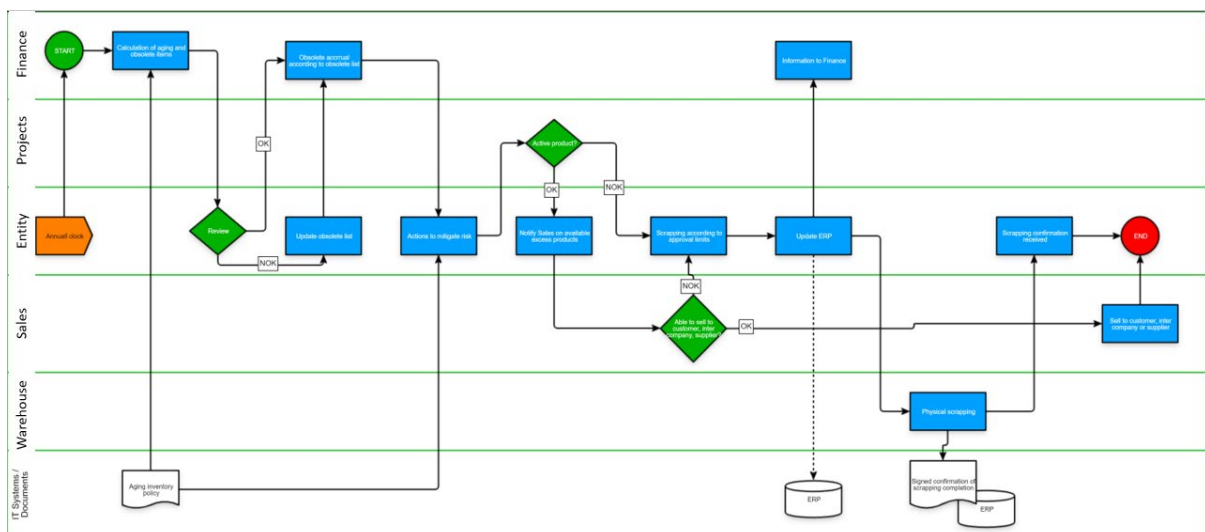 Finance
START
Calculation of aging and
obsolete items
Obsolete accrual
according to obsolete list
Information to Finance
OK
Projects
Active product?
OK
NOK
Entity
Annuell clock
Review
NOK
Update obsolete list
Actions to mitigate risk
Notify Sales on available
excess products
Scrapping according to
approval limits
Update ERP
Scrapping confirmation
received
END
Sales
NOK
Able to sell to
customer, inter
company, supplier
OK
Sell to customer, inter
company or supplier
Warehouse
Physical scrapping
IT Systems /
Documents
Aging inventory
policy
ERP
Signed confirmation of
scrapping completion
ERP